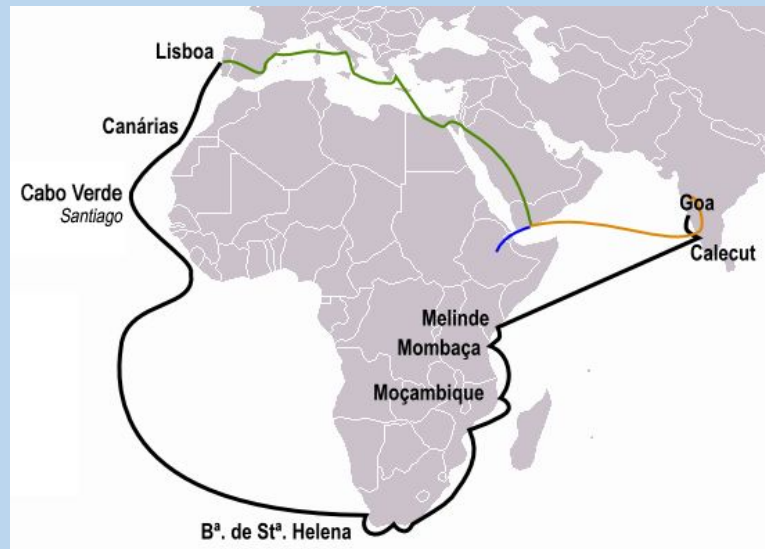 Lisboa
Canárias
Cabo Verde
Santiago
Goa
Calecut
Melinde
Mombaça
Moçambique
Bª. de Stª. Helena